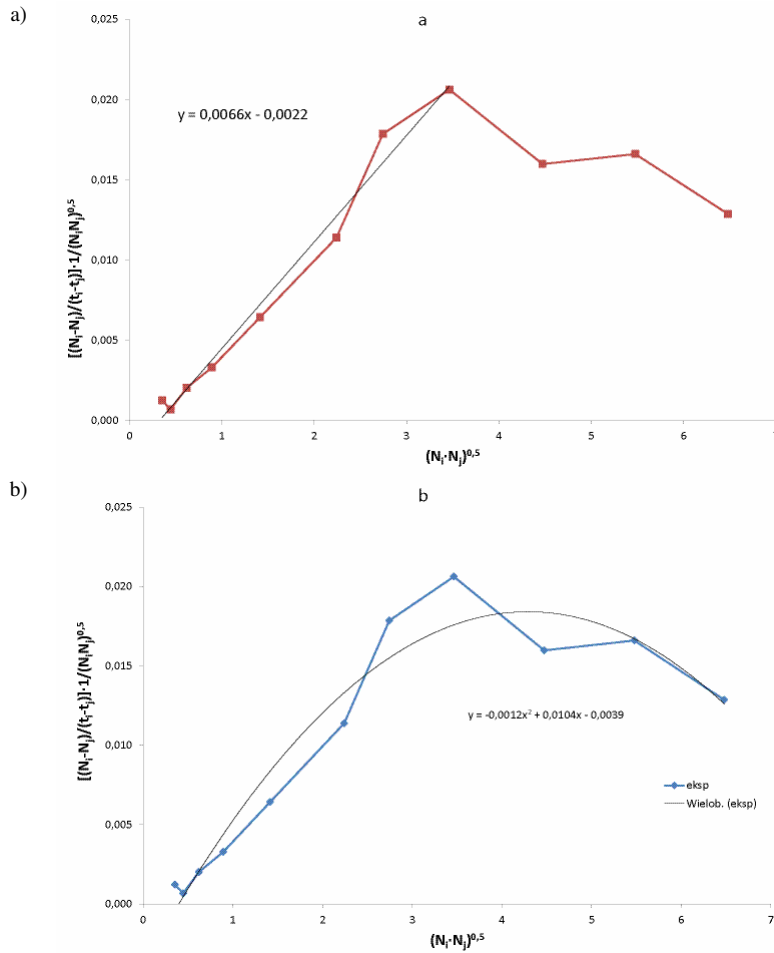 a)
a
0,025
0,020
0,015
0,010
0,005
0,000
y = 0,0066x - 0,0022
[(Ni-Nj)/(ti-tj)]·1/(NiNj)0,5
0 1 2 3 4 5 6 7
(Ni·Nj)0,5
b)
b
0,025
0,020
0,015
0,010
0,005
0,000
[(Ni-Nj)/(ti-tj)]·1/(NiNj)0,5
y = -0,0012x2 + 0,0104x - 0,0039
eksp
Wielob. (eksp)
0 1 2 3 4 5 6 7
(Ni·Nj)0,5